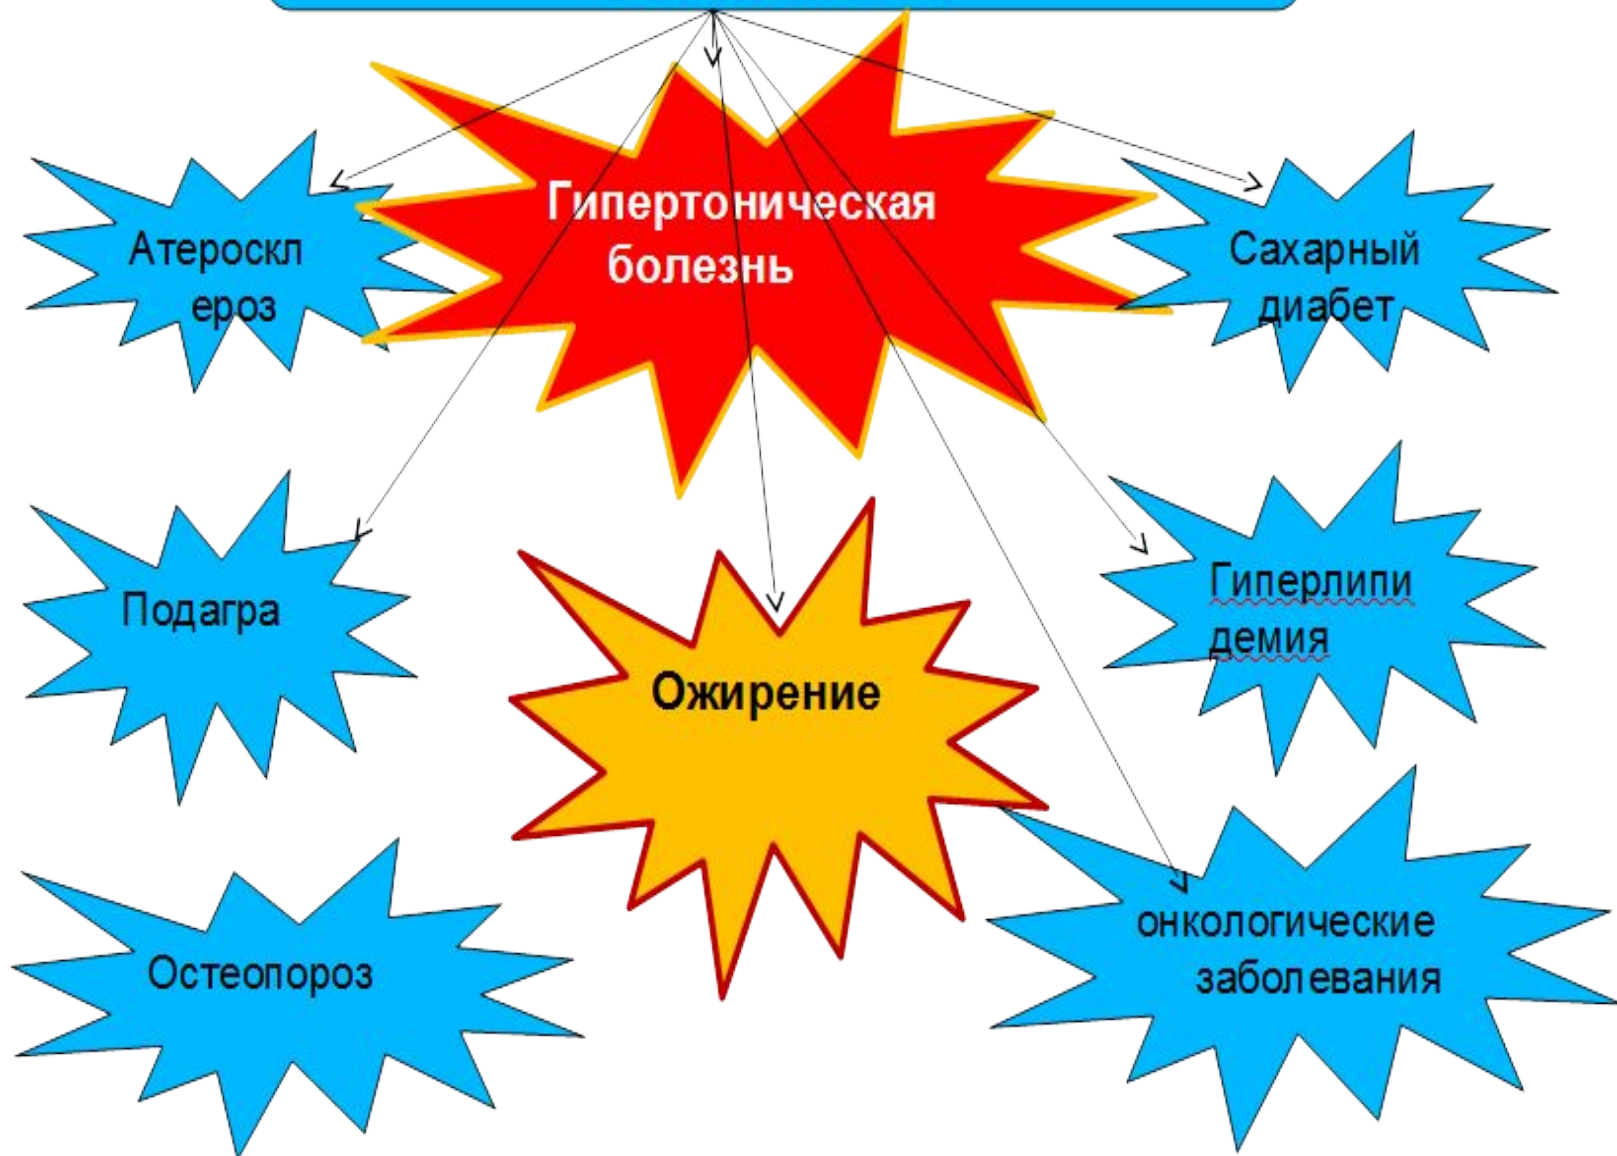 Гипертоническая
болезнь
Атероскл
ероз
Сахарный
диабет
Подагра
Гиперлипи
демия
Ожирение
Остеопороз
онкологические
заболевания